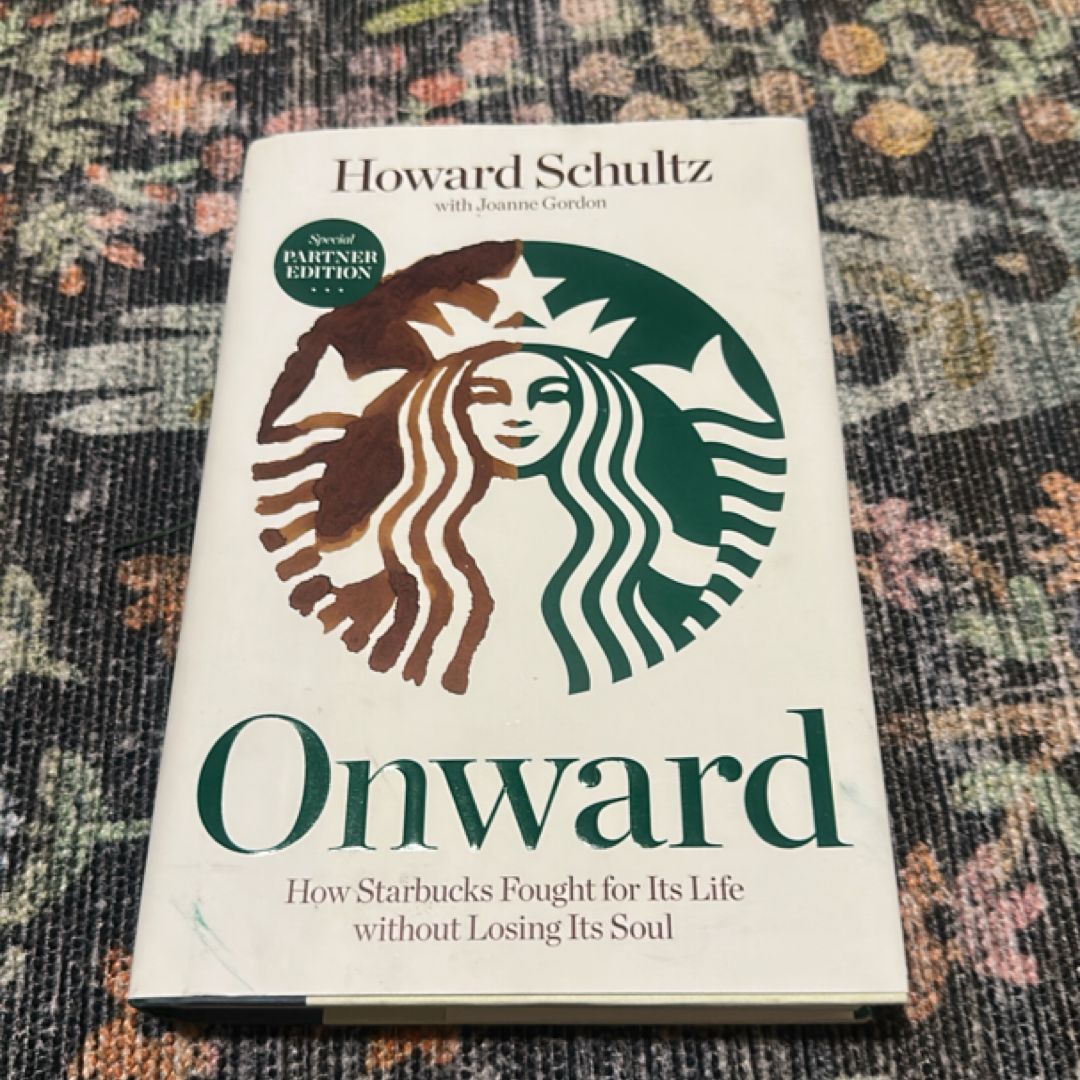 Howard Schultz
with Joanne Gordon
Special
PARTNER
EDITION
Onward
How Starbucks Fought for Its Life
without Losing Its Soul